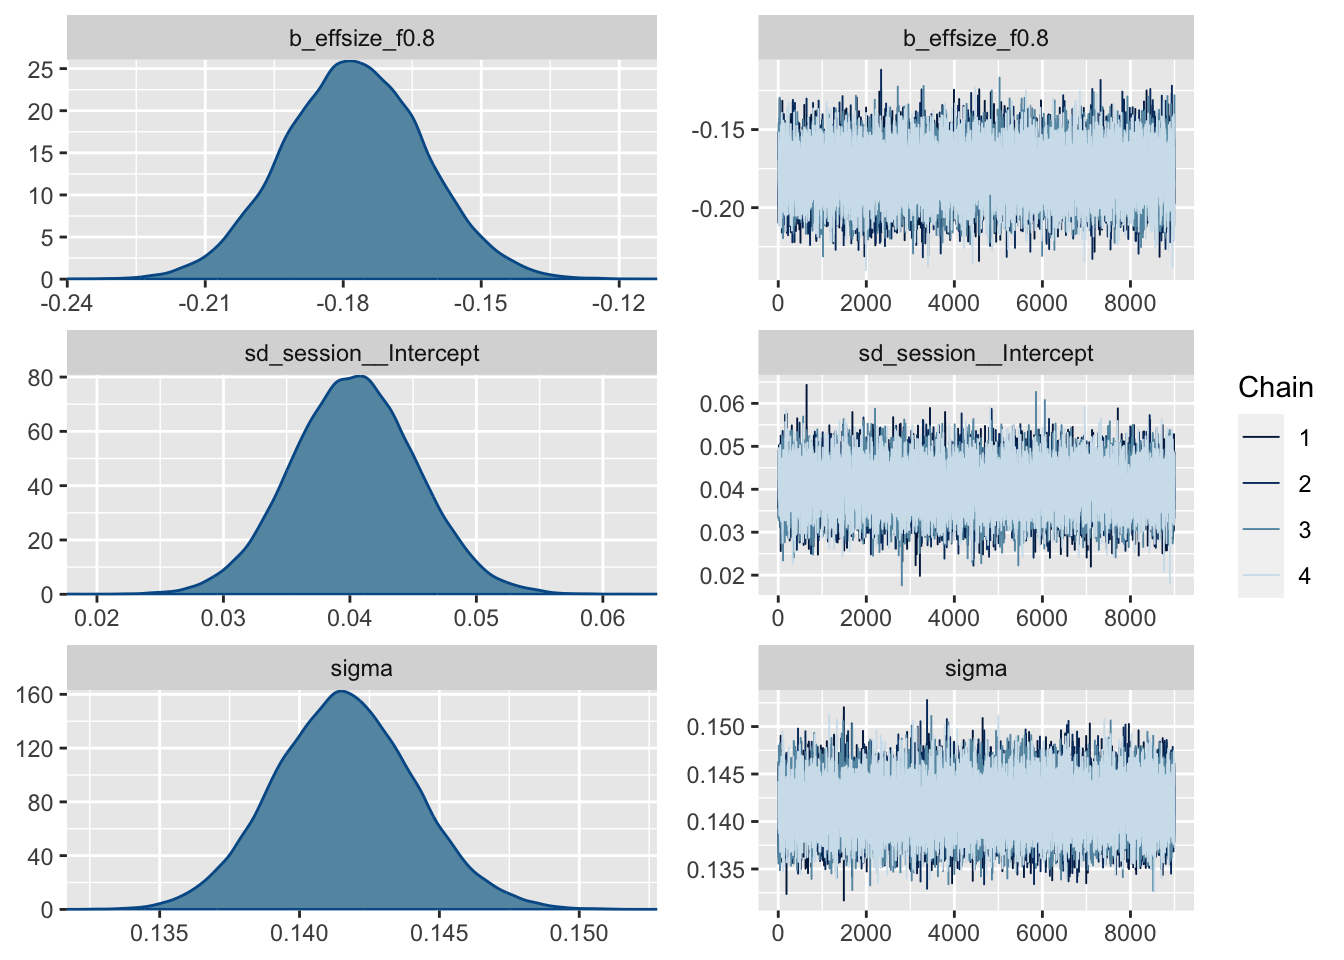 b_effsize_f0.8
25
20
15
10
5
0
-0.24 -0.21 -0.18 -0.15 -0.12
b_effsize_f0.8
-0.15
-0.20
0 2000 4000 6000 8000
sd_session__Intercept
80
60
40
20
0
0.02 0.03 0.04 0.05 0.06
sd_session__Intercept
0.06
0.05
0.04
0.03
0.02
0 2000 4000 6000 8000
sigma
160
120
80
40
0
0.135 0.140 0.145 0.150
sigma
0.150
0.145
0.140
0.135
0 2000 4000 6000 8000
Chain
1
2
3
4